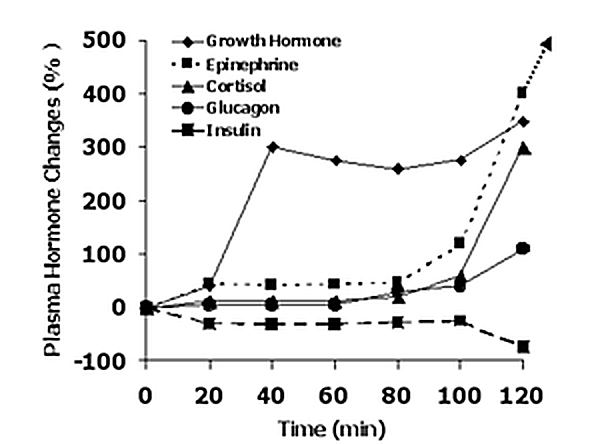 Plasma Hormone Changes (%)
500
400
300
200
100
0
-100
Growth Hormone
Epinephrine
Cortisol
Glucagon
Insulin
0 20 40 60 80 100 120
Time (min)